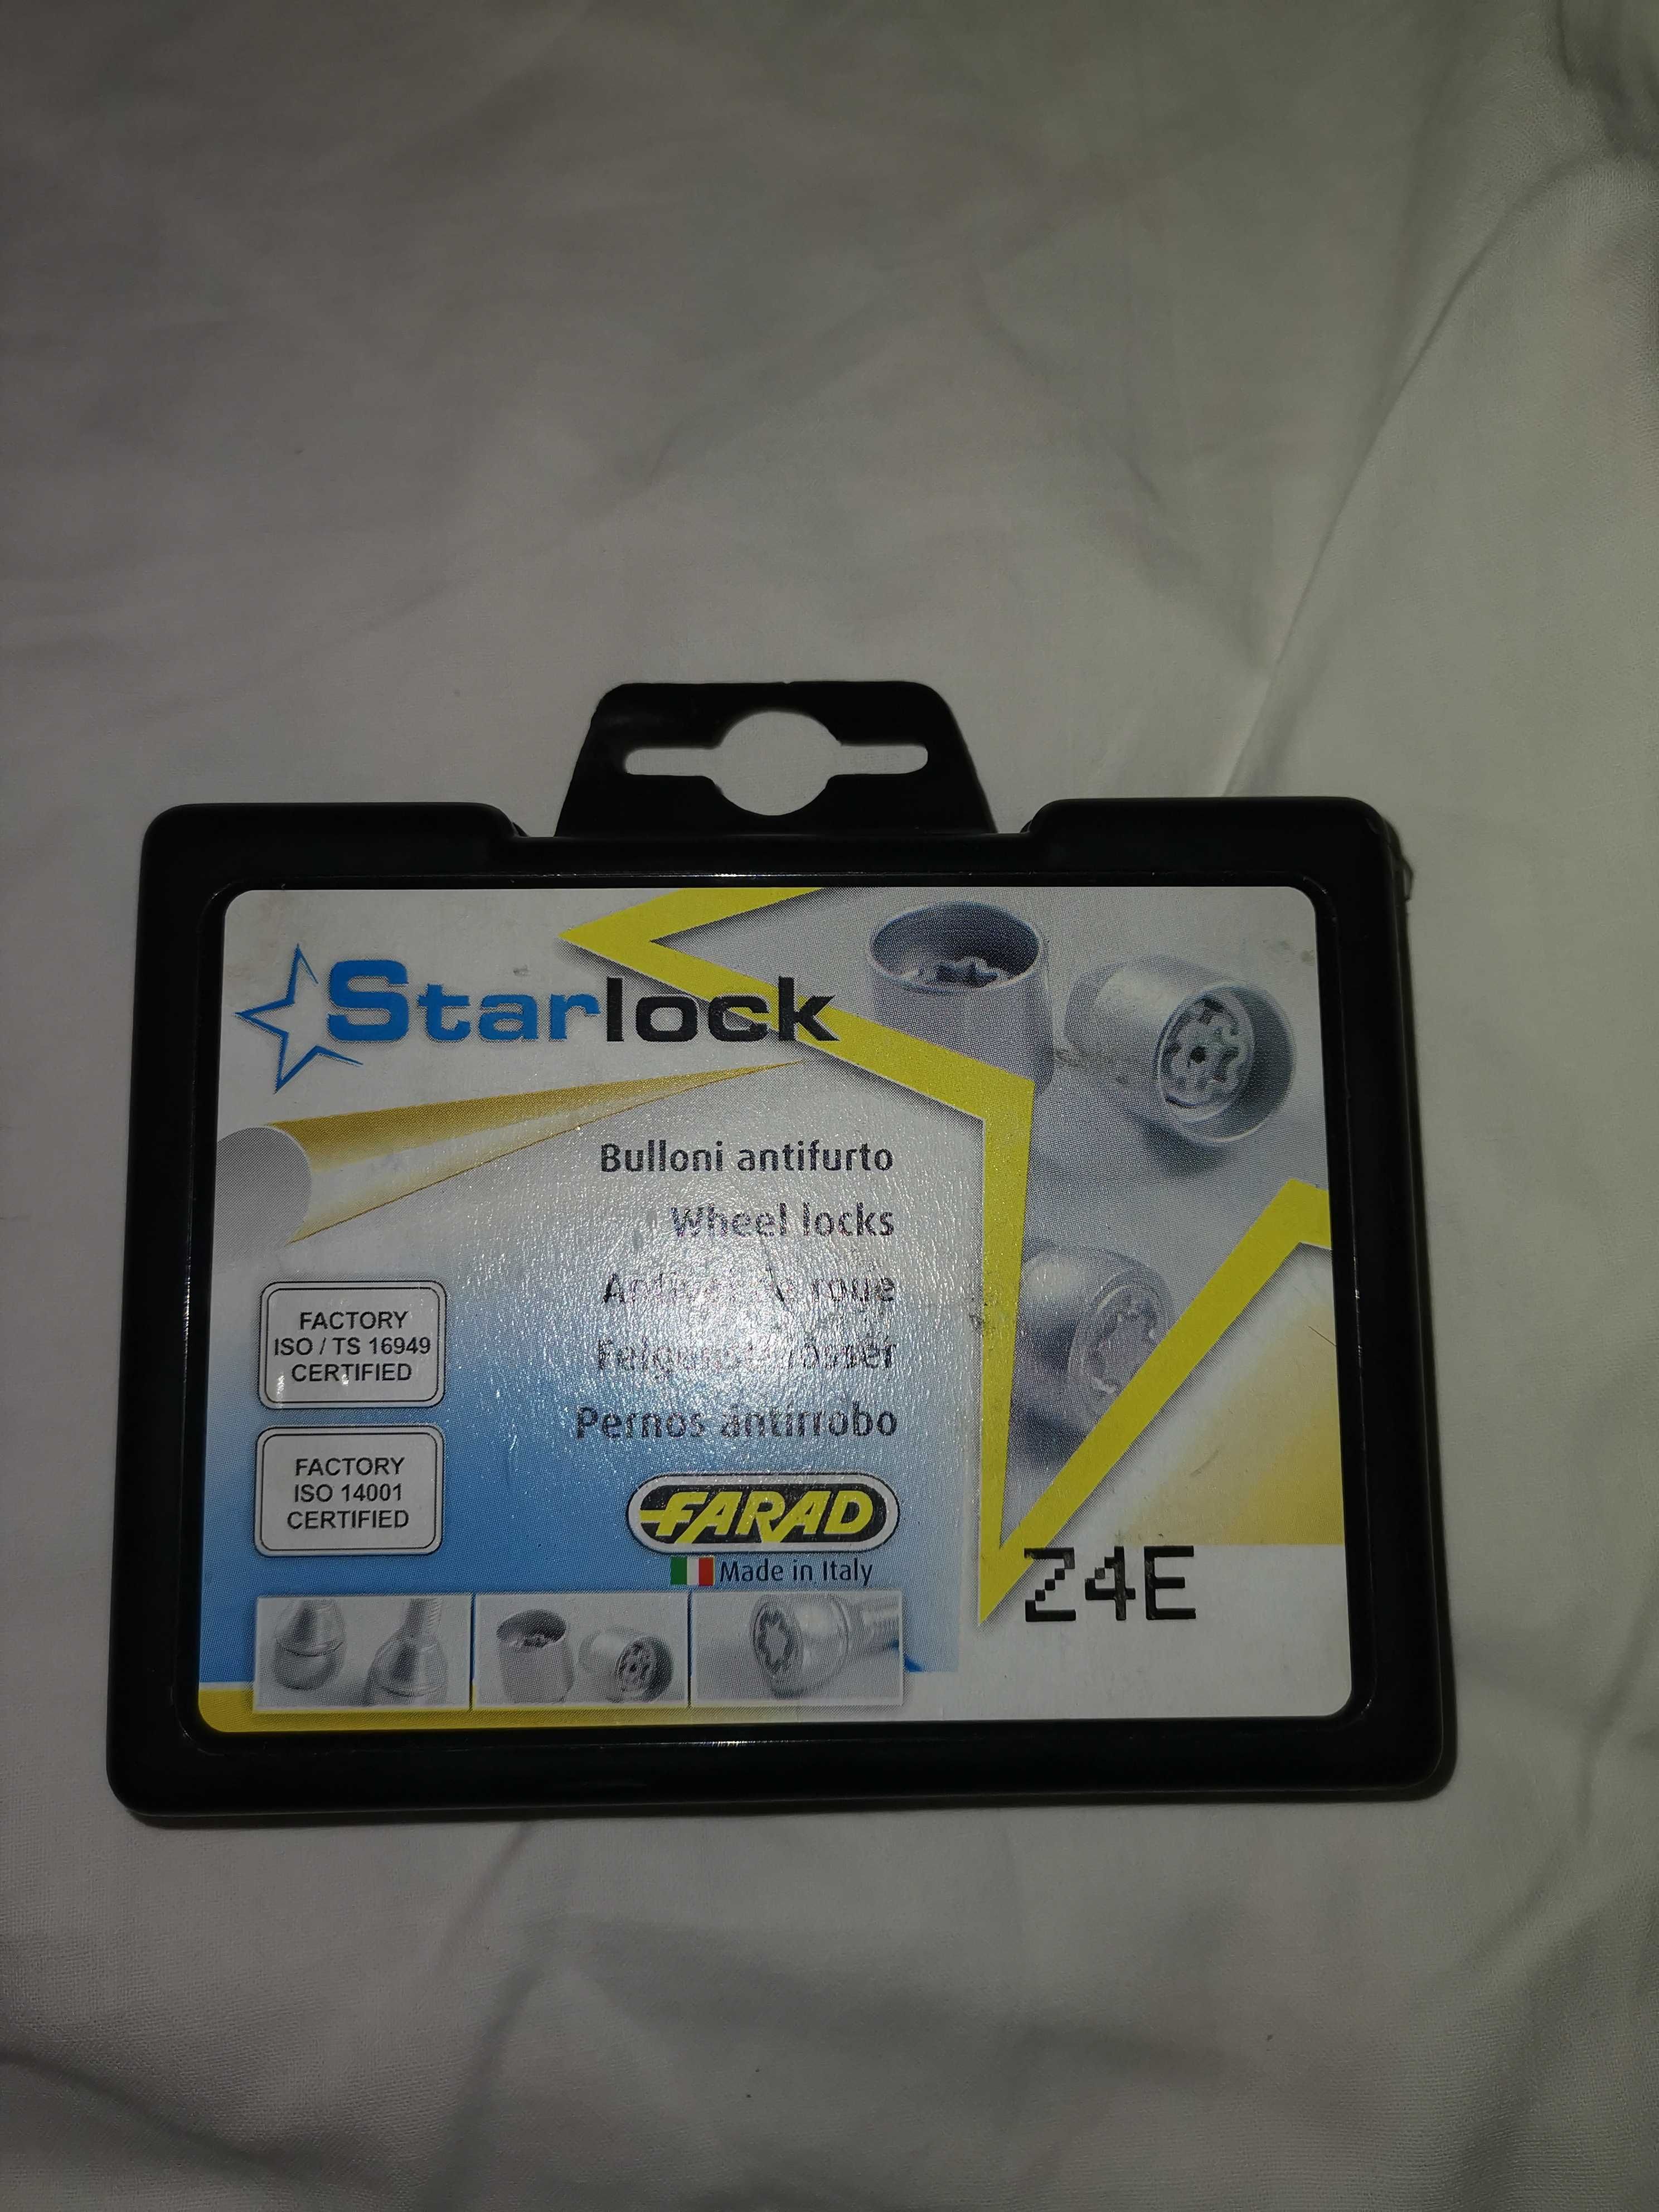 Starlock
Bulloni antifurto
Wheel locks
roue
Pernos antirrobo
FACTORY
ISO / TS 16949
CERTIFIED
FACTORY
ISO 14001
CERTIFIED
FARAD
Made in Italy
Z4E